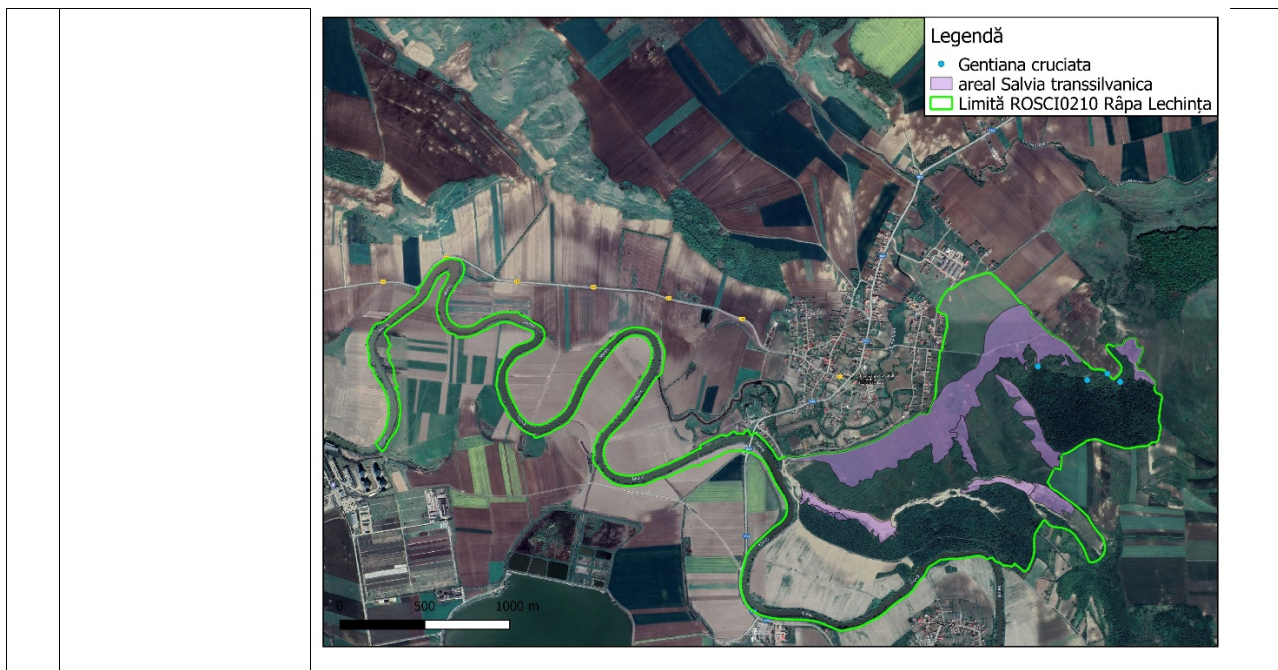 Legendă
Gentiana cruciata
areal Salvia transsilvanica
Limită ROSCI0210 Râpa Lechința
0 500 1000 m